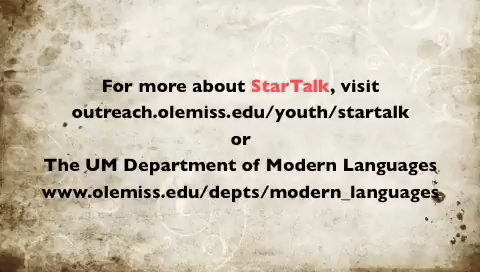 For more about StarTalk, visit
outreach.olemiss.edu/youth/startalk
or
The UM Department of Modern Languages
www.olemiss.edu/depts/modern_languages